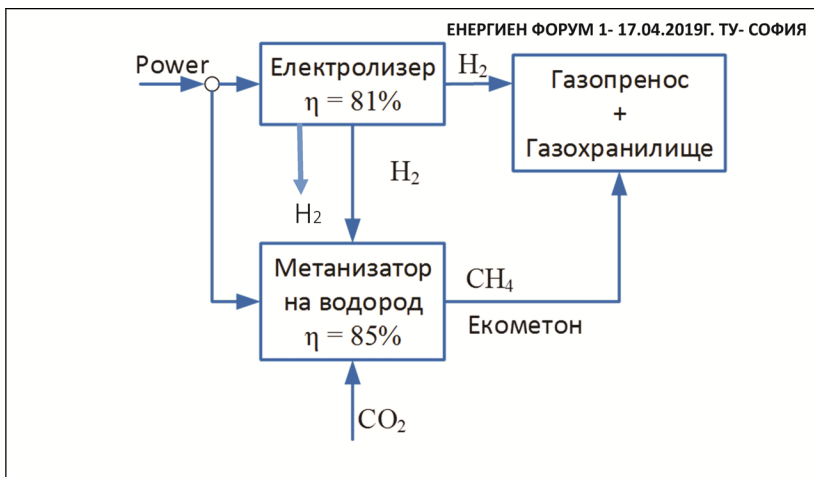 ЕНЕРГИЕН ФОРУМ 1- 17.04.2019Г. ТУ- СОФИЯ
Power
Електролизер
η = 81%
H₂
Газопренос
+
Газохранилище
H₂
H₂
Метанизатор
на водород
η = 85%
CH₄
Екометон
CO₂